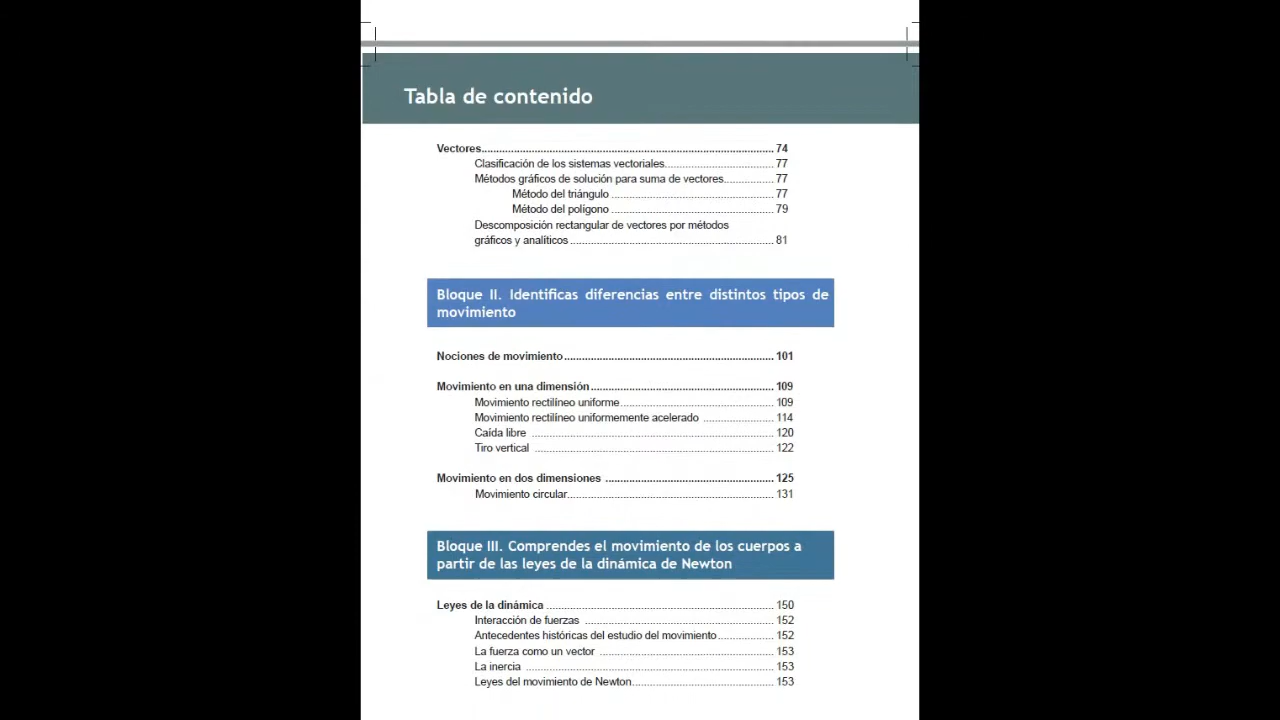 Tabla de contenido
Vectores.................................................................................................. 74
Clasificación de los sistemas vectoriales..................................... 77
Métodos gráficos de solución para suma de vectores................. 77
Método del triángulo ....................................................... 77
Método del polígono ....................................................... 79
Descomposición rectangular de vectores por métodos
gráficos y analíticos ..................................................................... 81
Bloque II. Identificas diferencias entre distintos tipos de
movimiento
Nociones de movimiento ....................................................................... 101
Movimiento en una dimensión .............................................................. 109
Movimiento rectilíneo uniforme.................................................... 109
Movimiento rectilíneo uniformemente acelerado ........................ 114
Caída libre .................................................................................. 120
Tiro vertical ................................................................................. 122
Movimiento en dos dimensiones ......................................................... 125
Movimiento circular...................................................................... 131
Bloque III. Comprendes el movimiento de los cuerpos a
partir de las leyes de la dinámica de Newton
Leyes de la dinámica ............................................................................. 150
Interacción de fuerzas ................................................................ 152
Antecedentes históricas del estudio del movimiento ................... 152
La fuerza como un vector ........................................................... 153
La inercia .................................................................................... 153
Leyes del movimiento de Newton................................................ 153